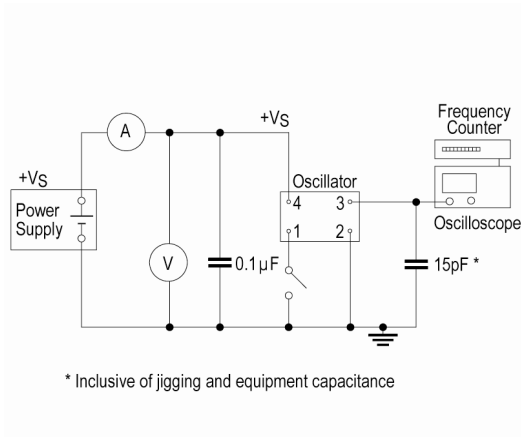 Frequency
Counter
+VS
A
Oscillator
+VS
4 3
Power
Supply
Oscilloscope
1 2
V
0.1µF
15pF *
* Inclusive of jigging and equipment capacitance